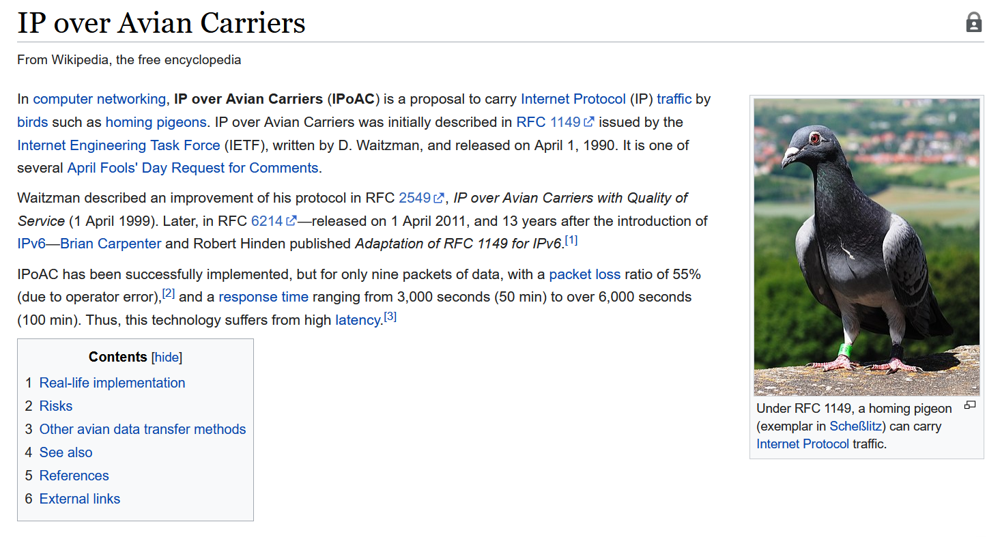 IP over Avian Carriers
From Wikipedia, the free encyclopedia
In computer networking, IP over Avian Carriers (IPoAC) is a proposal to carry Internet Protocol (IP) traffic by
birds such as homing pigeons. IP over Avian Carriers was initially described in RFC 1149 issued by the
Internet Engineering Task Force (IETF), written by D. Waitzman, and released on April 1, 1990. It is one of
several April Fools' Day Request for Comments.
Waitzman described an improvement of his protocol in RFC 2549, IP over Avian Carriers with Quality of
Service (1 April 1999). Later, in RFC 6214—released on 1 April 2011, and 13 years after the introduction of
IPv6—Brian Carpenter and Robert Hinden published Adaptation of RFC 1149 for IPv6.[1]
IPoAC has been successfully implemented, but for only nine packets of data, with a packet loss ratio of 55%
(due to operator error),[2] and a response time ranging from 3,000 seconds (50 min) to over 6,000 seconds
(100 min). Thus, this technology suffers from high latency.[3]
Contents [hide]
1 Real-life implementation
2 Risks
3 Other avian data transfer methods
4 See also
5 References
6 External links
Under RFC 1149, a homing pigeon
(exemplar in Scheßlitz) can carry
Internet Protocol traffic.